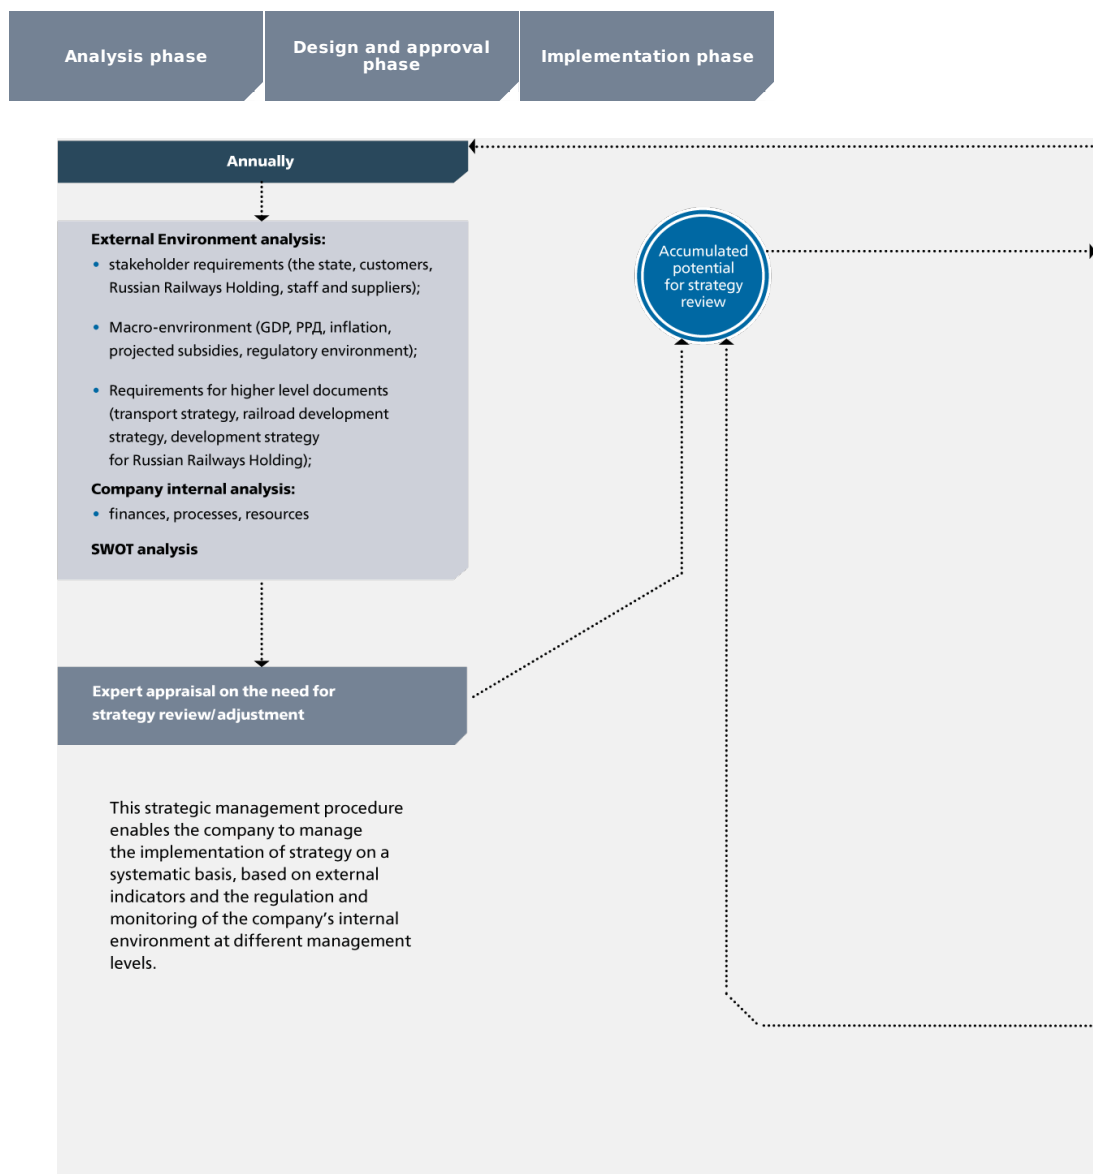 Analysis phase
Design and approval
phase
Implementation phase
Annually
External Environment analysis:
• stakeholder requirements (the state, customers,
Russian Railways Holding, staff and suppliers);
• Macro-envrironment (GDP, РРД, inflation,
projected subsidies, regulatory environment);
• Requirements for higher level documents
(transport strategy, railroad development
strategy, development strategy
for Russian Railways Holding);
Company internal analysis:
• finances, processes, resources
SWOT analysis
Expert appraisal on the need for
strategy review/adjustment
Accumulated
potential
for strategy
review
This strategic management procedure
enables the company to manage
the implementation of strategy on a
systematic basis, based on external
indicators and the regulation and
monitoring of the company's internal
environment at different management
levels.